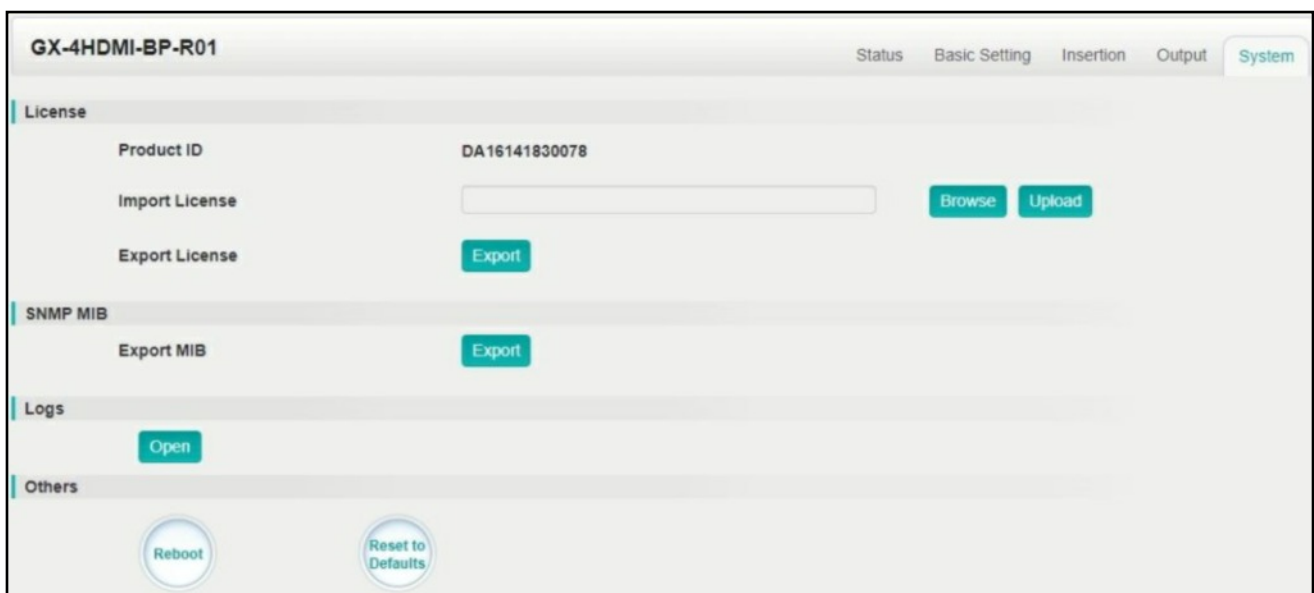 GX-4HDMI-BP-R01
Status Basic Setting Insertion Output System
License
Product ID DA16141830078
Import License Browse Upload
Export License Export
SNMP MIB
Export MIB Export
Logs
Open
Others
Reboot Reset to Defaults